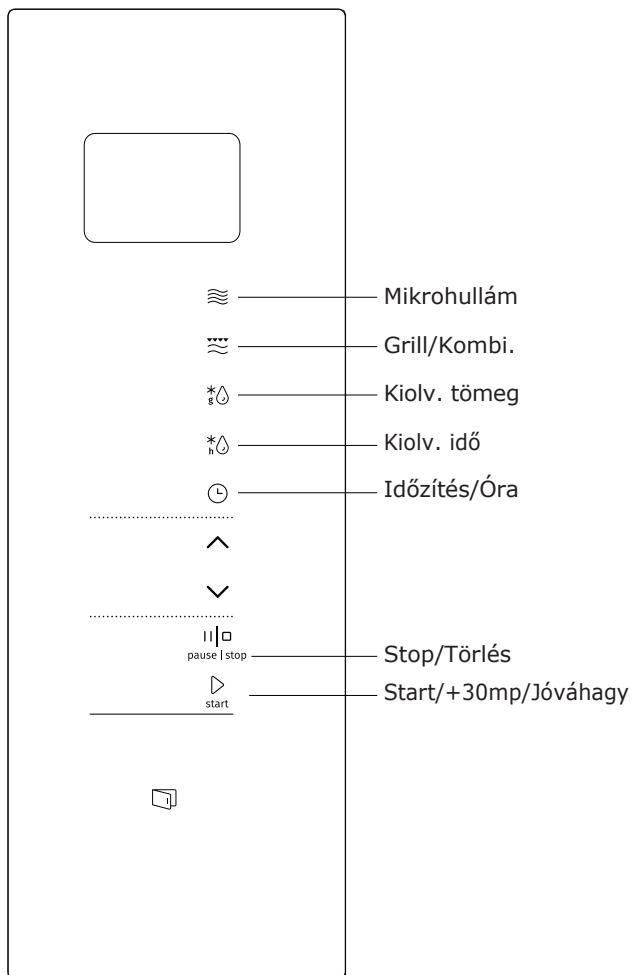 Mikrohullám
Grill/Kombi.
g
Kiolv. tömeg
h
Kiolv. idő
Időzítés/Óra
pause | stop
Stop/Törlés
Start/+30mp/Jóváhagy
start